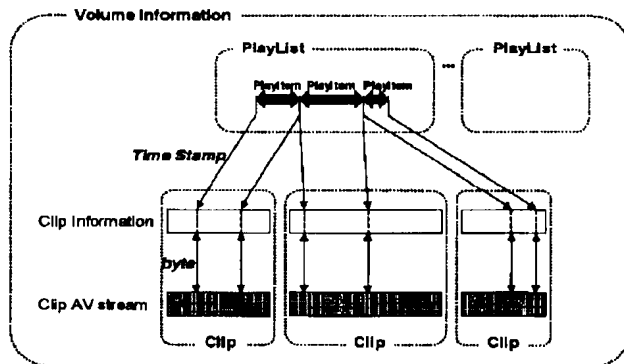 Volume Information
PlayList
PlayList
...
PlayItem PlayItem PlayItem
Time Stamp
Clip Information
byte
Clip AV stream
Clip
Clip
Clip